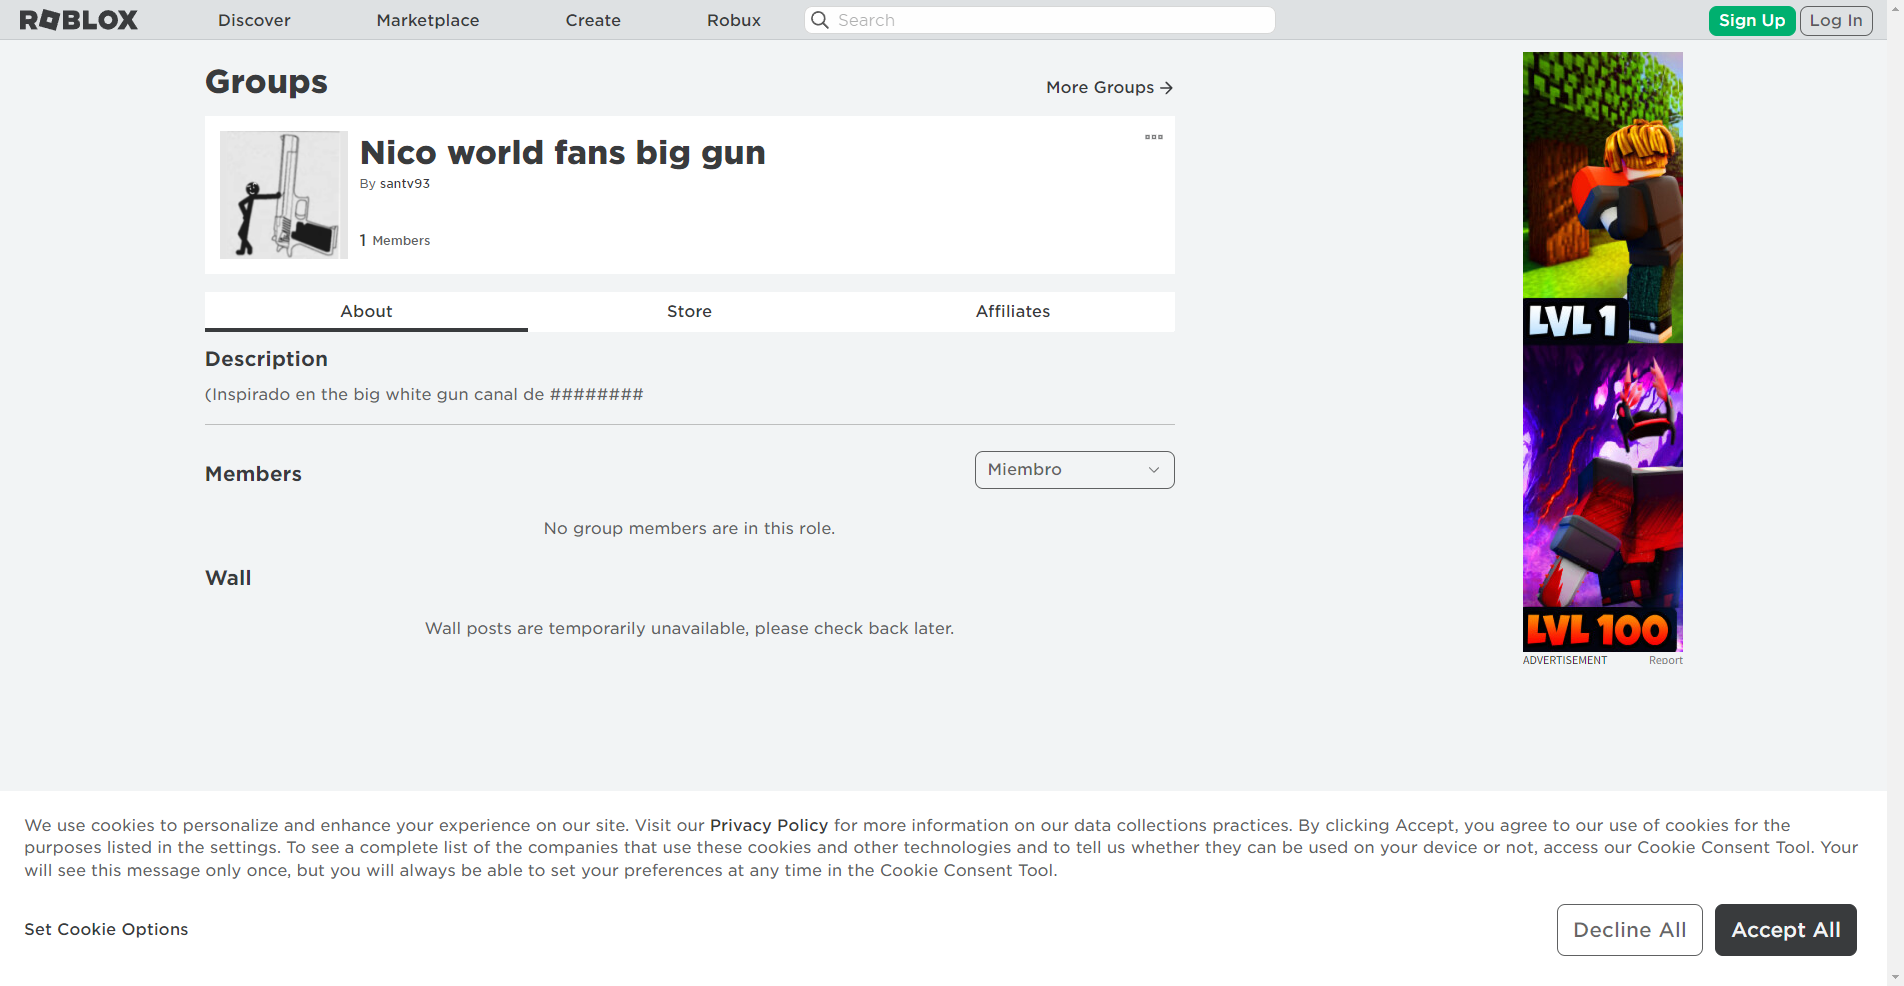 ROBLOX
Discover
Marketplace
Create
Robux
Search
Sign Up
Log In
Groups
More Groups
Nico world fans big gun
By santv93
1 Members
About
Store
Affiliates
Description
(Inspirado en the big white gun canal de ########
Members
Miembro
No group members are in this role.
Wall
Wall posts are temporarily unavailable, please check back later.
LVL 1
LVL 100
ADVERTISEMENT
Report
We use cookies to personalize and enhance your experience on our site. Visit our Privacy Policy for more information on our data collections practices. By clicking Accept, you agree to our use of cookies for the
purposes listed in the settings. To see a complete list of the companies that use these cookies and other technologies and to tell us whether they can be used on your device or not, access our Cookie Consent Tool. Your
will see this message only once, but you will always be able to set your preferences at any time in the Cookie Consent Tool.
Set Cookie Options
Decline All
Accept All